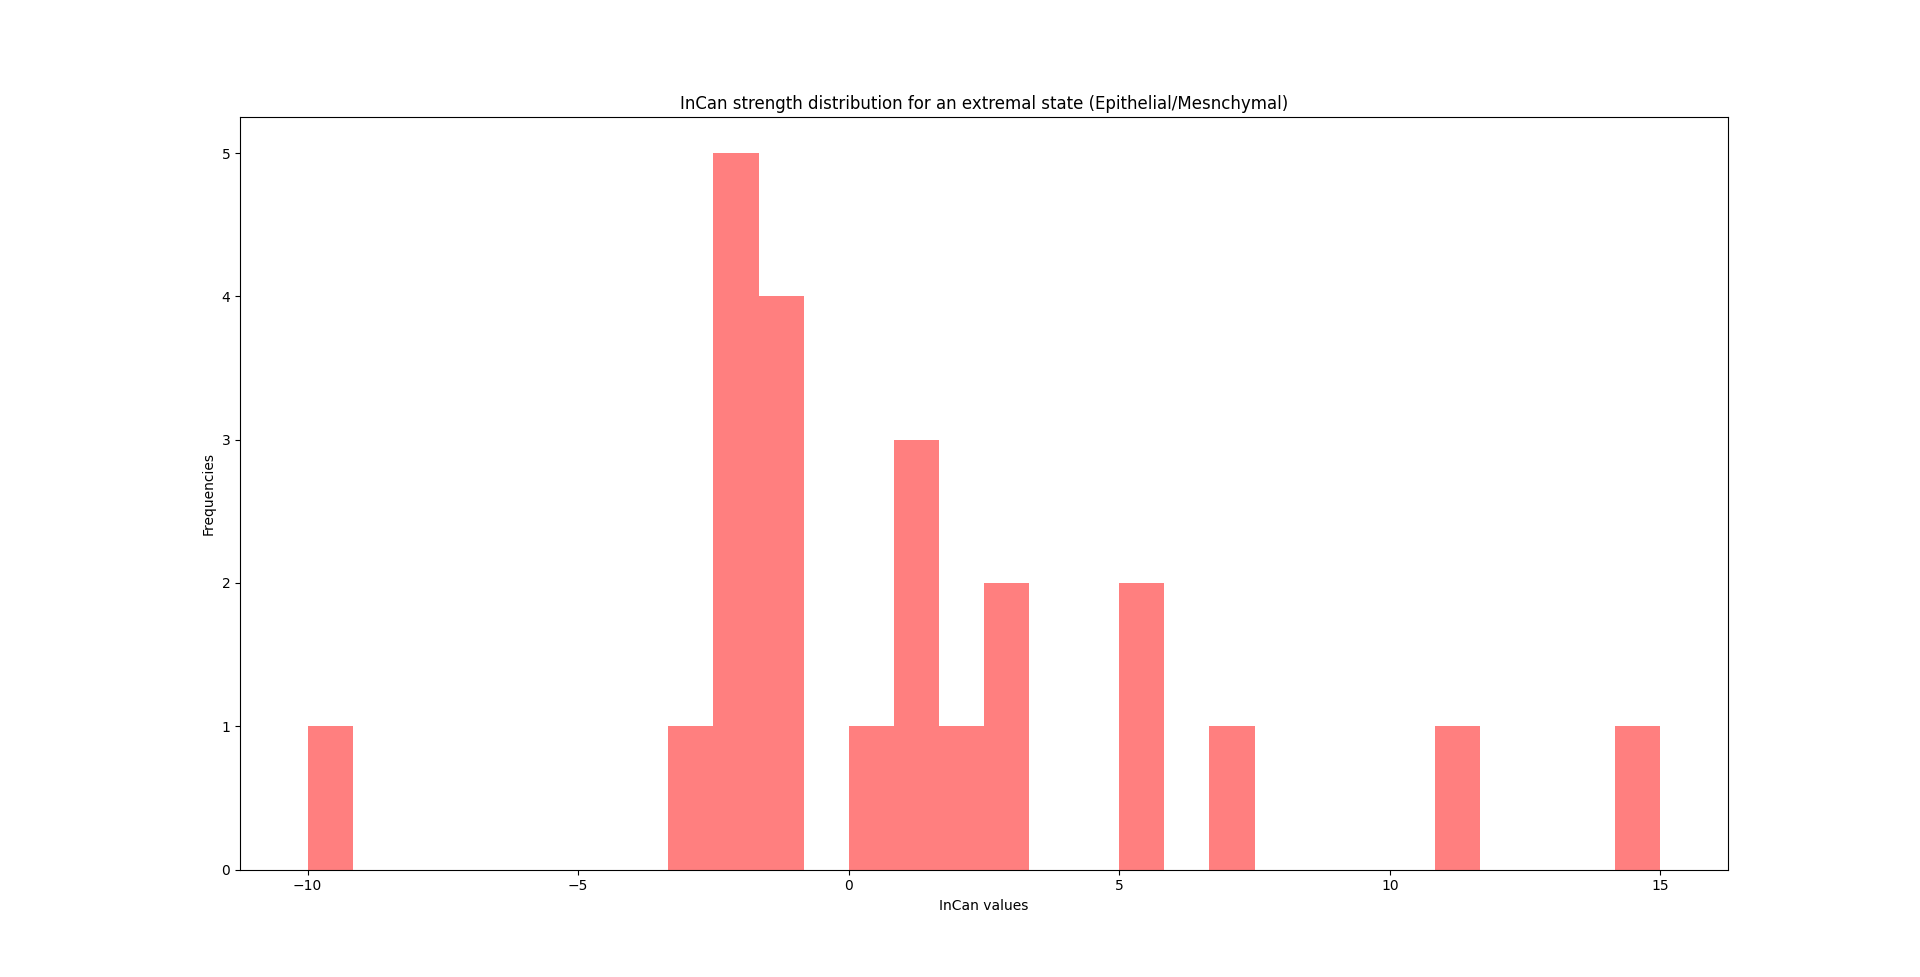 InCan strength distribution for an extremal state (Epithelial/Mesnchymal)
5
4
3
2
1
0
Frequencies
−10 −5 0 5 10 15
InCan values